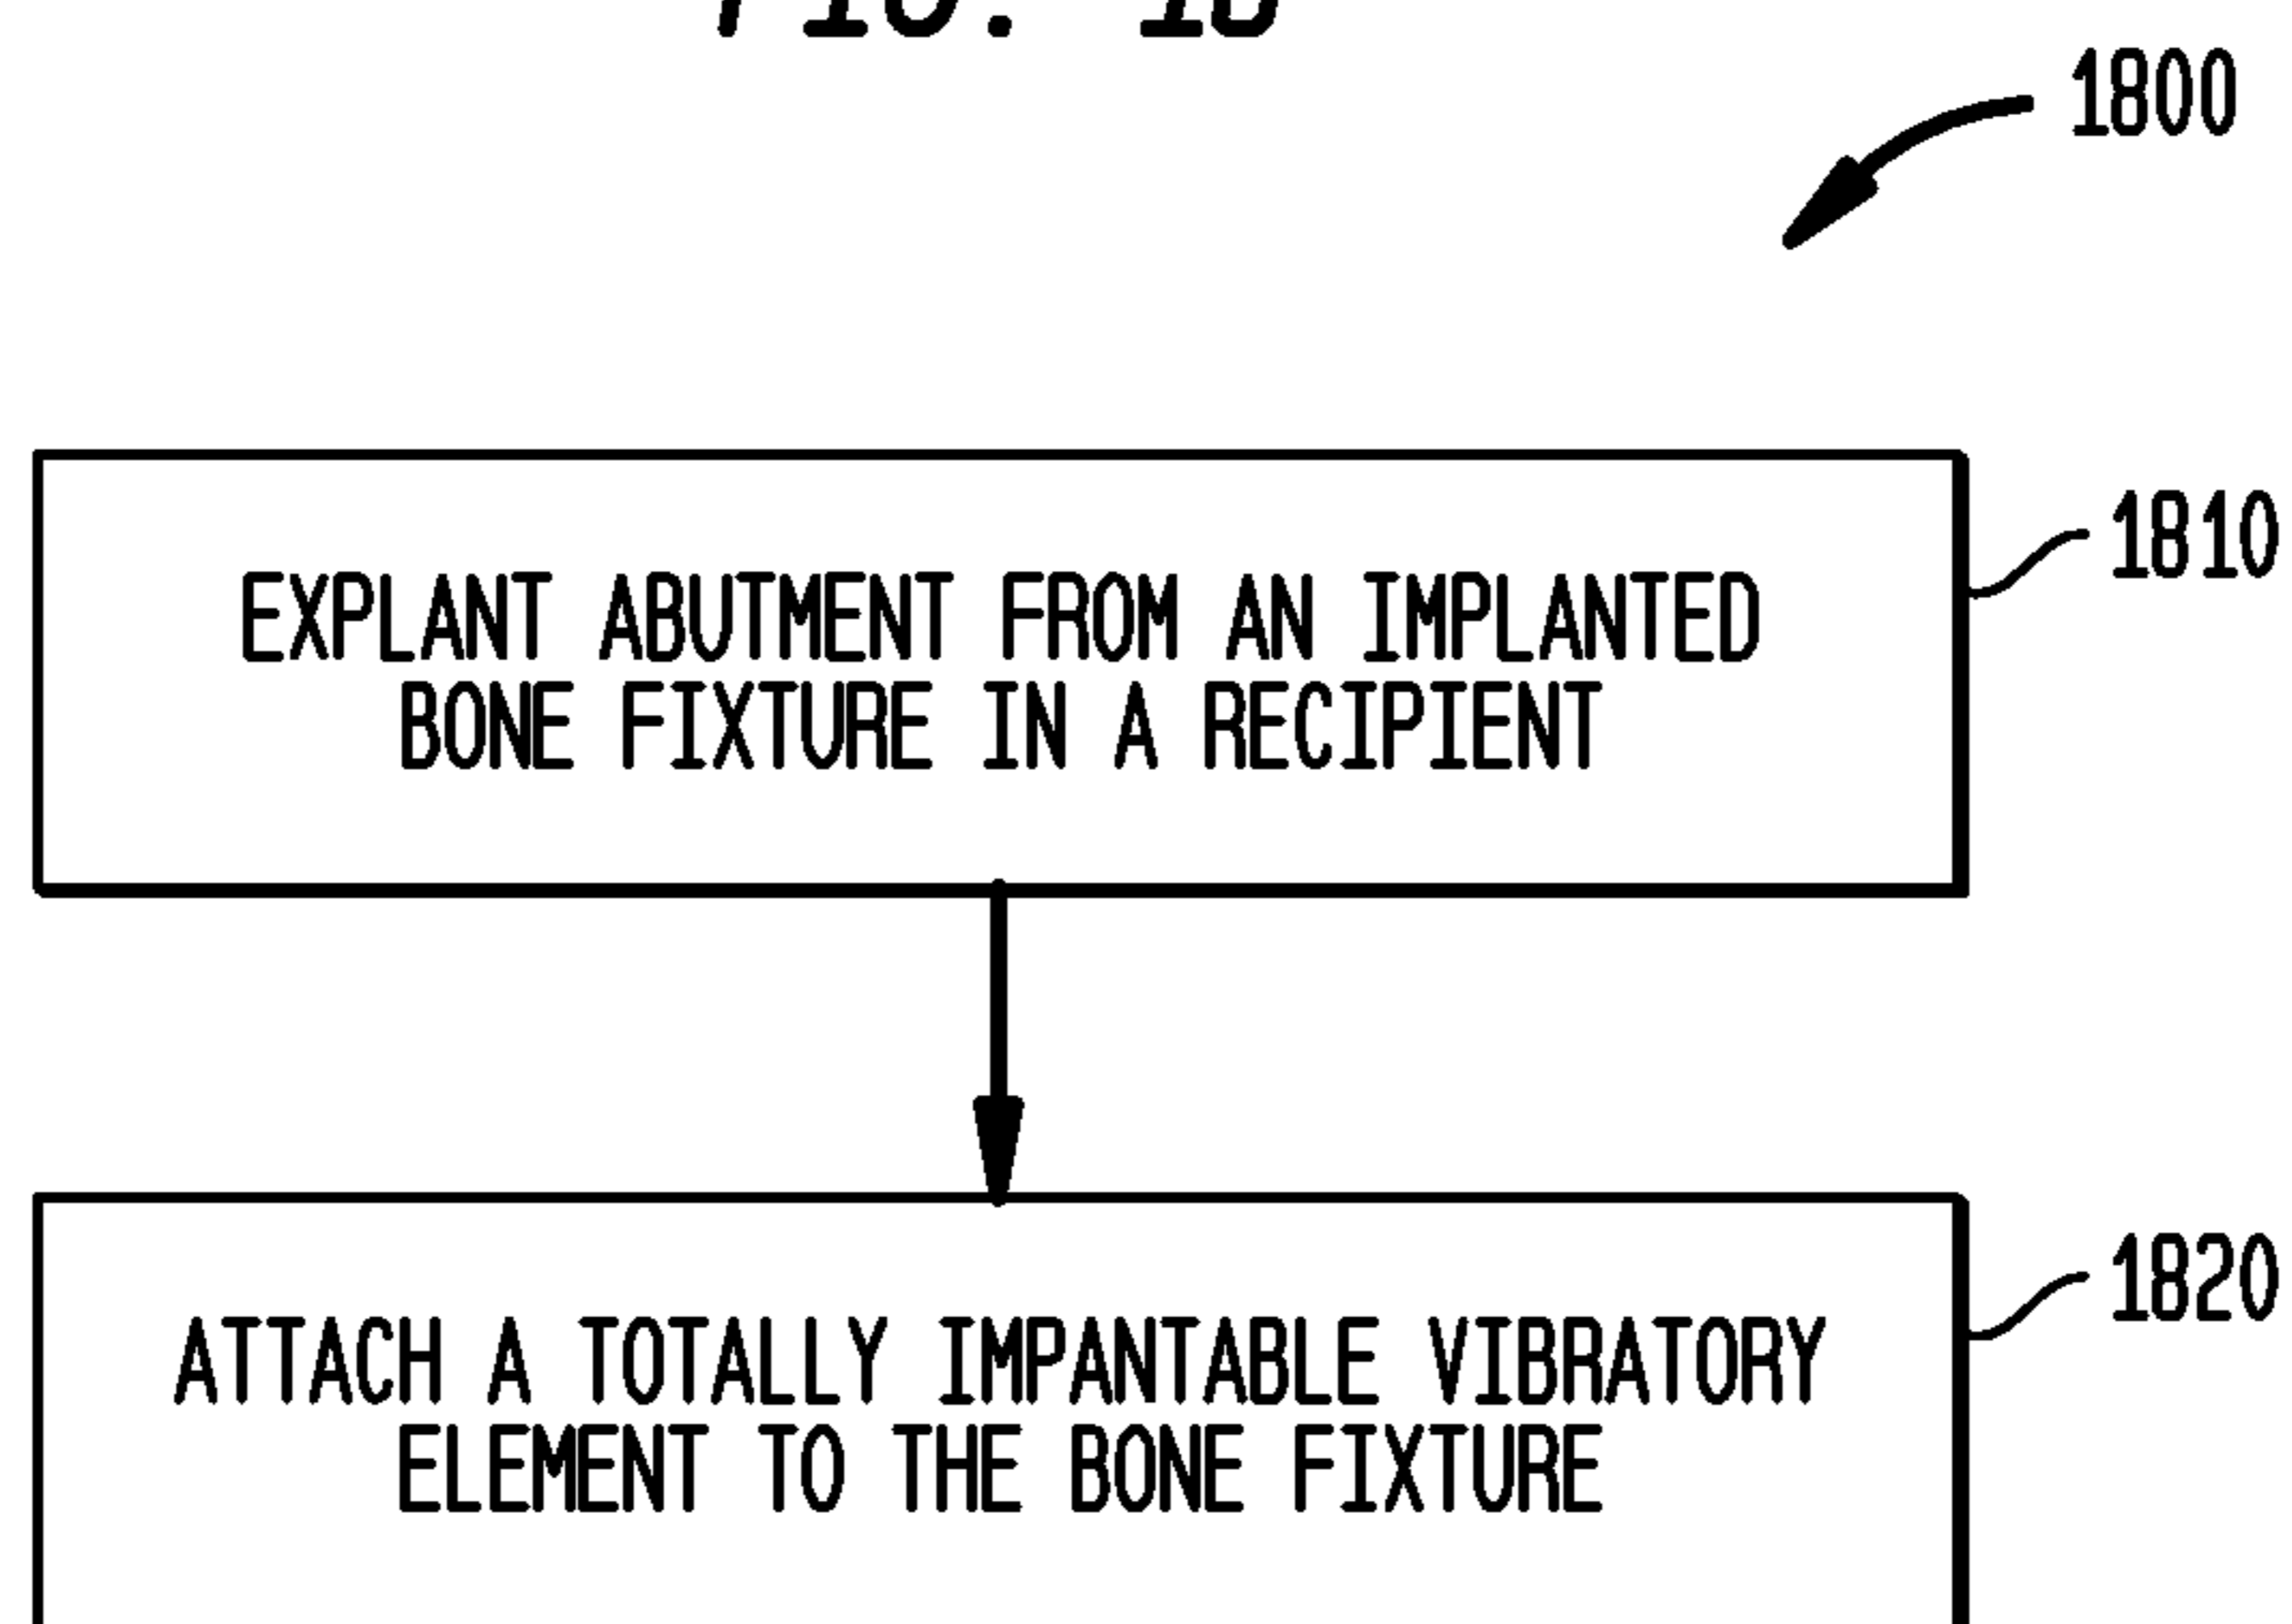 1800
EXPLANT ABUTMENT FROM AN IMPLANTED
BONE FIXTURE IN A RECIPIENT
1810
ATTACH A TOTALLY IMPANTABLE VIBRATORY
ELEMENT TO THE BONE FIXTURE
1820